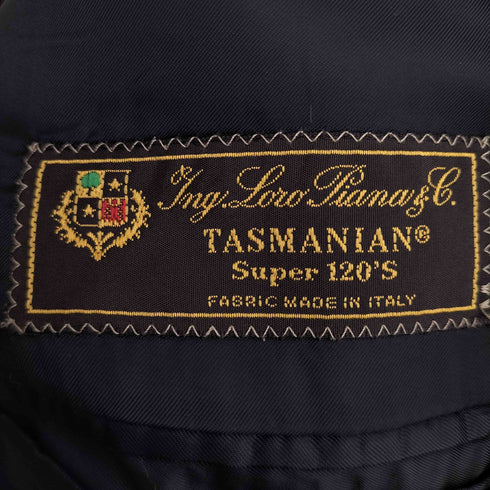 Ing. Loro Piana & C.
TASMANIAN®
Super 120'S
FABRIC MADE IN ITALY